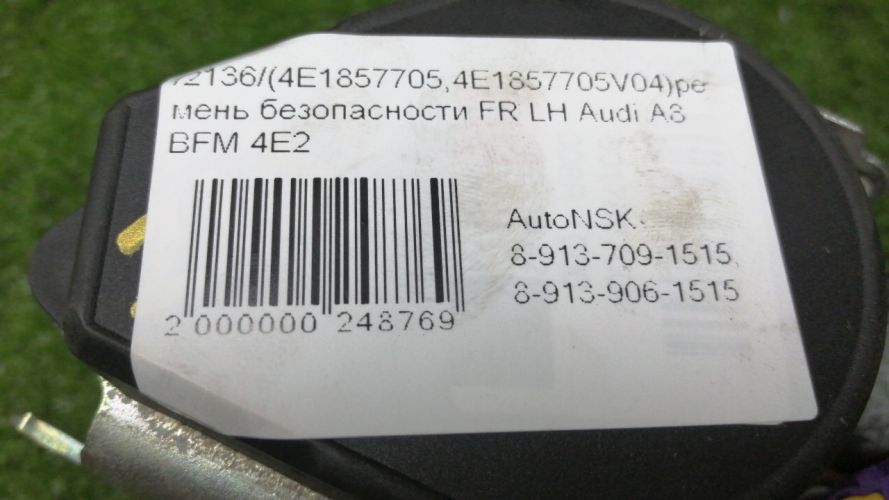 72136/(4E1857705,4E1857705V04)ре
мень безопасности FR LH Audi A8
BFM 4E2
AutoNSK
8-913-709-1515,
8-913-906-1515
2 000000 248769